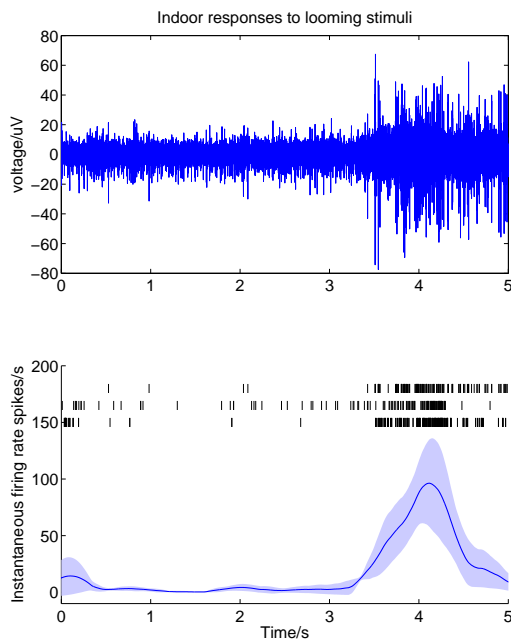 Indoor responses to looming stimuli
voltage/uV
80
60
40
20
0
−20
−40
−60
−80
0 1 2 3 4 5
Instantaneous firing rate spikes/s
200
150
100
50
0
0 1 2 3 4 5
Time/s